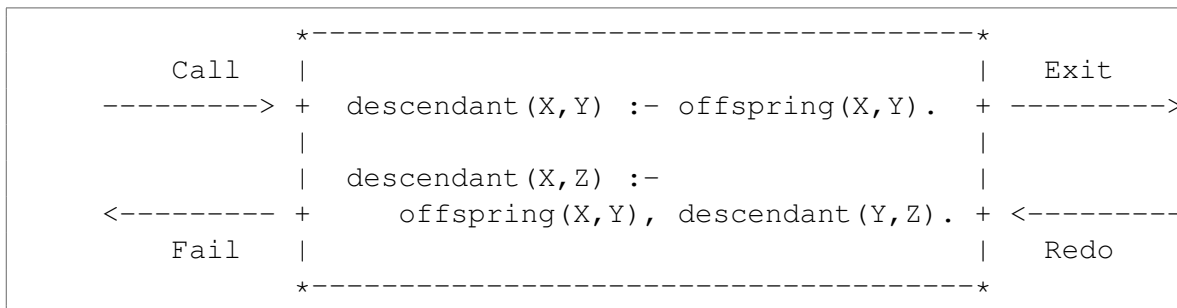 *--------------------------------------*
Call | | Exit
---------> + descendant(X,Y) :- offspring(X,Y). + --------->
| |
| descendant(X,Z) :- |
<--------- + offspring(X,Y), descendant(Y,Z). + <---------
Fail | | Redo
*--------------------------------------*